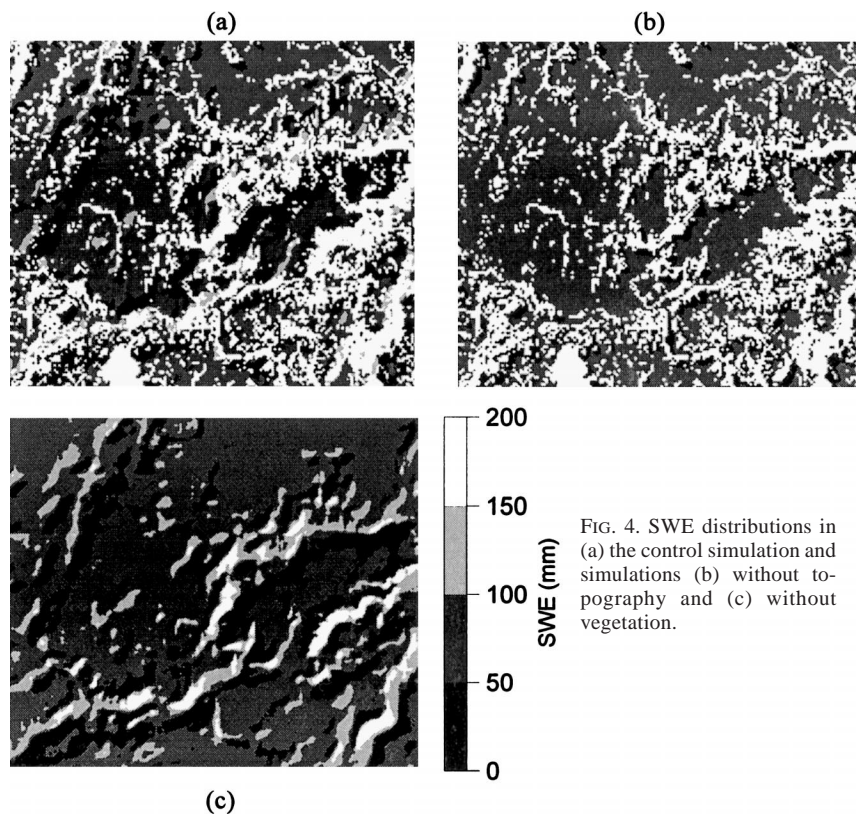 (a)
(b)
200
150
100
50
0
SWE (mm)
FIG. 4. SWE distributions in
(a) the control simulation and
simulations (b) without to-
pography and (c) without
vegetation.
(c)